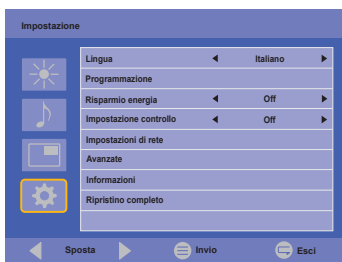 Impostazione
Lingua Italiano
Programmazione
Risparmio energia Off
Impostazione controllo Off
Impostazioni di rete
Avanzate
Informazioni
Ripristino completo
Sposta Invio Esci